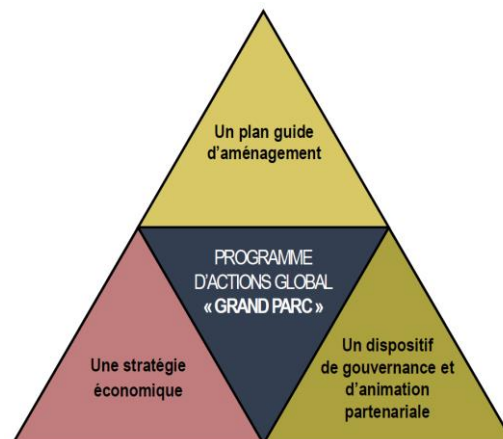 Un plan guide
d'aménagement
PROGRAMME
D'ACTIONS GLOBAL
« GRAND PARC »
Une stratégie
économique
Un dispositif
de gouvernance et
d'animation
partenariale